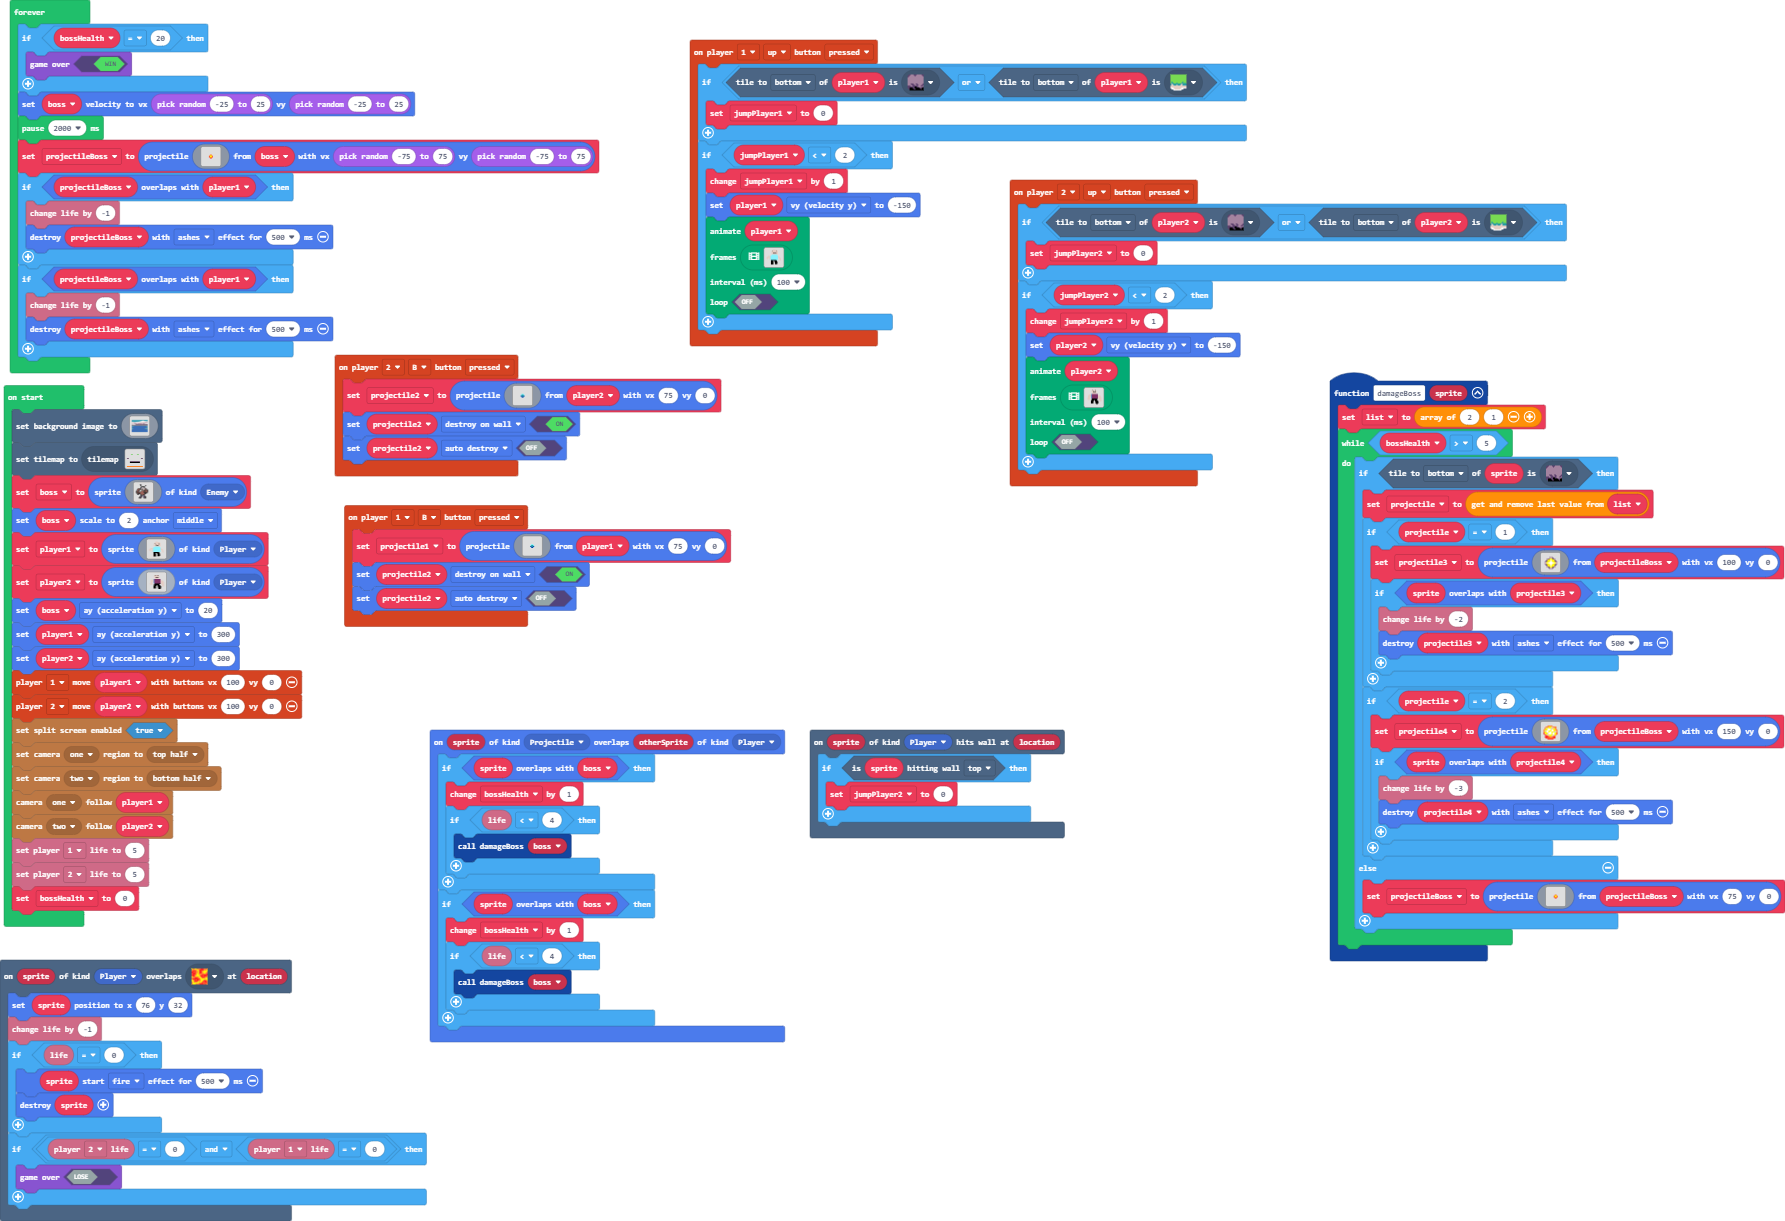 forever
if bossHealth = 20 then
game over WIN
set boss velocity to vx pick random -25 to 25 vy pick random -25 to 25
pause 2000 ms
set projectileBoss to projectile from boss with vx pick random -75 to 75 vy pick random -75 to 75
if projectileBoss overlaps with player1 then
change life by -1
destroy projectileBoss with ashes effect for 500 ms
if projectileBoss overlaps with player1 then
change life by -1
destroy projectileBoss with ashes effect for 500 ms
on start
set background image to
set tilemap to tilemap
set boss to sprite of kind Enemy
set boss scale to 2 anchor middle
set player1 to sprite of kind Player
set player2 to sprite of kind Player
set boss ay (acceleration y) to 20
set player1 ay (acceleration y) to 300
set player2 ay (acceleration y) to 300
player 1 move player1 with buttons vx 100 vy 0
player 2 move player2 with buttons vx 100 vy 0
set split screen enabled true
set camera one region to top half
set camera two region to bottom half
camera one follow player1
camera two follow player2
set player 1 life to 5
set player 2 life to 5
set bossHealth to 0
on sprite of kind Player overlaps at location
set sprite position to x 76 y 32
change life by -1
if life = 0 then
sprite start fire effect for 500 ms
destroy sprite
if player 2 life = 0 and player 1 life = 0 then
game over LOSE
on player 2 B button pressed
set projectile2 to projectile from player2 with vx 75 vy 0
set projectile2 destroy on wall ON
set projectile2 auto destroy OFF
on player 1 B button pressed
set projectile1 to projectile from player1 with vx 75 vy 0
set projectile2 destroy on wall ON
set projectile2 auto destroy OFF
on sprite of kind Projectile overlaps otherSprite of kind Player
if sprite overlaps with boss then
change bossHealth by 1
if life < 4 then
call damageBoss boss
if sprite overlaps with boss then
change bossHealth by 1
if life < 4 then
call damageBoss boss
on player 1 up button pressed
if tile to bottom of player1 is or tile to bottom of player1 is then
set jumpPlayer1 to 0
if jumpPlayer1 < 2 then
change jumpPlayer1 by 1
set player1 vy (velocity y) to -150
animate player1
frames
interval (ms) 100
loop OFF
on sprite of kind Player hits wall at location
if is sprite hitting wall top then
set jumpPlayer2 to 0
on player 2 up button pressed
if tile to bottom of player2 is or tile to bottom of player2 is then
set jumpPlayer2 to 0
if jumpPlayer2 < 2 then
change jumpPlayer2 by 1
set player2 vy (velocity y) to -150
animate player2
frames
interval (ms) 100
loop OFF
function damageBoss sprite
set list to array of 2 1
while bossHealth > 5
do if tile to bottom of sprite is then
set projectile to get and remove last value from list
if projectile = 1 then
set projectile3 to projectile from projectileBoss with vx 100 vy 0
if sprite overlaps with projectile3 then
change life by -2
destroy projectile3 with ashes effect for 500 ms
if projectile = 2 then
set projectile4 to projectile from projectileBoss with vx 150 vy 0
if sprite overlaps with projectile4 then
change life by -3
destroy projectile4 with ashes effect for 500 ms
else
set projectileBoss to projectile from projectileBoss with vx 75 vy 0